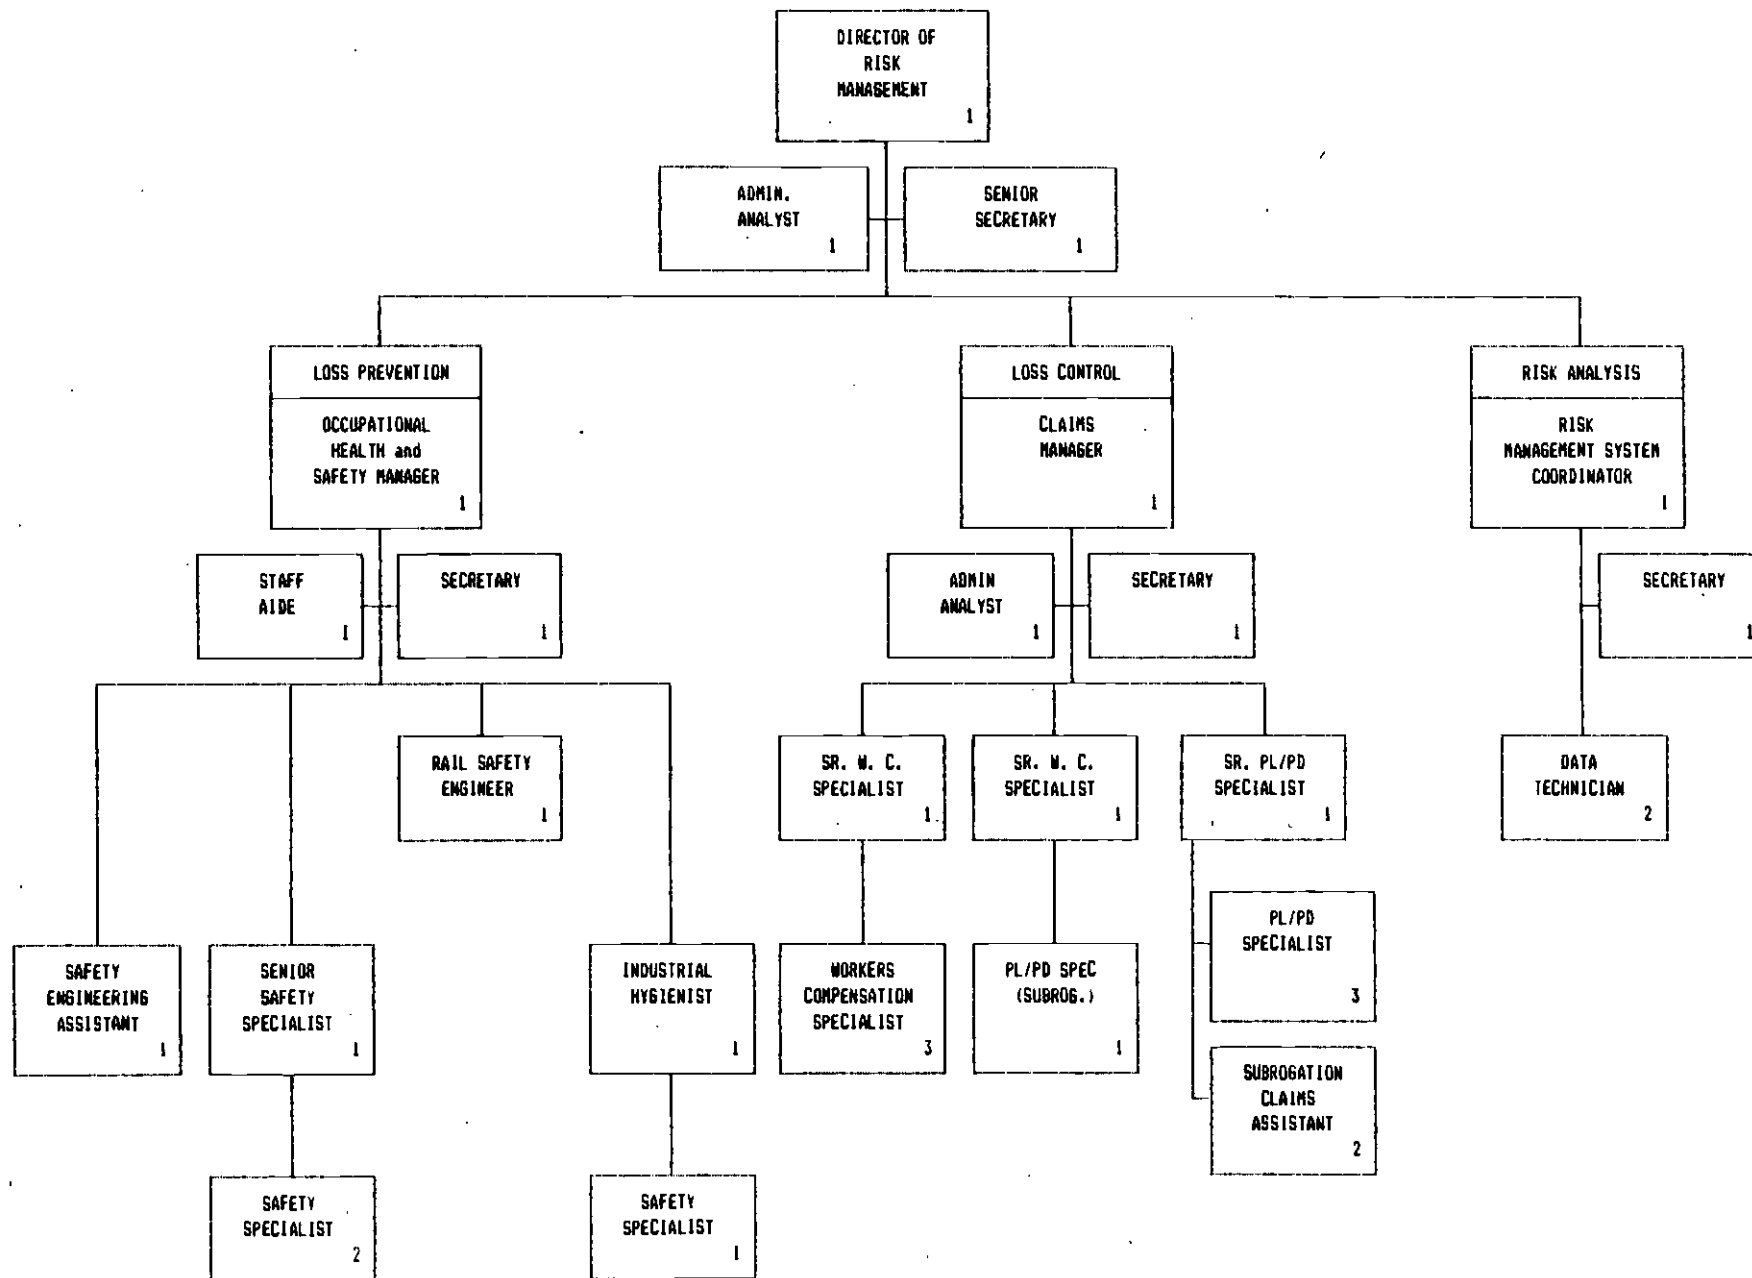 DIRECTOR OF
RISK
MANAGEMENT
1
ADMIN.
ANALYST
1
SENIOR
SECRETARY
1
LOSS PREVENTION
OCCUPATIONAL
HEALTH and
SAFETY MANAGER
1
LOSS CONTROL
CLAIMS
MANAGER
1
RISK ANALYSIS
RISK
MANAGEMENT SYSTEM
COORDINATOR
1
STAFF
AIDE
1
SECRETARY
1
ADMIN
ANALYST
1
SECRETARY
1
SECRETARY
1
RAIL SAFETY
ENGINEER
1
SR. W. C.
SPECIALIST
1
SR. W. C.
SPECIALIST
1
SR. PL/PD
SPECIALIST
1
DATA
TECHNICIAN
2
PL/PD
SPECIALIST
3
SAFETY
ENGINEERING
ASSISTANT
1
SENIOR
SAFETY
SPECIALIST
1
INDUSTRIAL
HYGIENIST
1
WORKERS
COMPENSATION
SPECIALIST
3
PL/PD SPEC
(SUBROG.)
1
SUBROGATION
CLAIMS
ASSISTANT
2
SAFETY
SPECIALIST
2
SAFETY
SPECIALIST
1